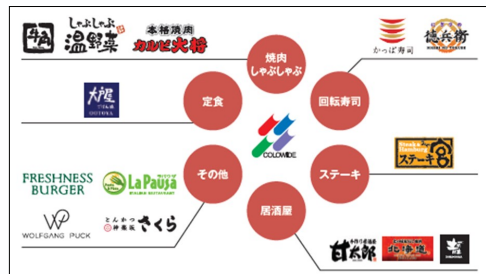 牛角
しゃぶしゃぶ
温野菜
本格焼肉
カルビ大将
焼肉
しゃぶしゃぶ
かっぱ寿司
徳兵衛
大戸屋
OOTOYA
定食
回転寿司
COLOWIDE
ステーキ宮
その他
ステーキ
FRESHNESS
BURGER
La Pausa
WOLFGANG PUCK
とんかつ
神楽坂
さくら
居酒屋
甘太郎
北海道